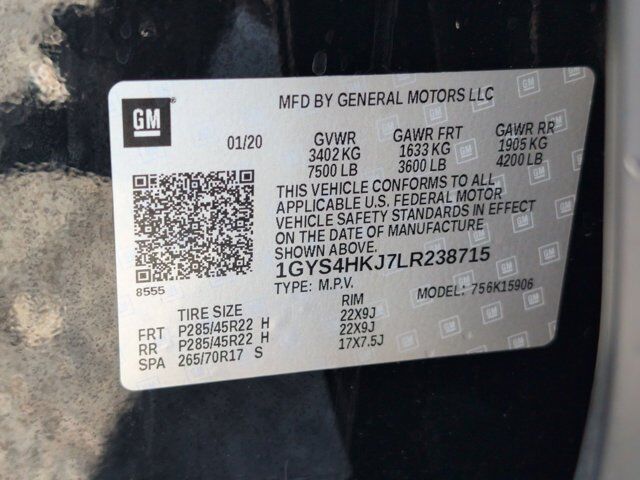 GM
MFD BY GENERAL MOTORS LLC
01/20 GVWR GAWR FRT GAWR RR
3402 KG 1633 KG 1905 KG
7500 LB 3600 LB 4200 LB
THIS VEHICLE CONFORMS TO ALL
APPLICABLE U.S. FEDERAL MOTOR
VEHICLE SAFETY STANDARDS IN EFFECT
ON THE DATE OF MANUFACTURE
SHOWN ABOVE.
8555
1GYS4HKJ7LR238715
TYPE: M.P.V. MODEL: 756K15906
TIRE SIZE RIM
FRT P285/45R22 H 22X9J
RR P285/45R22 H 22X9J
SPA 265/70R17 S 17X7.5J